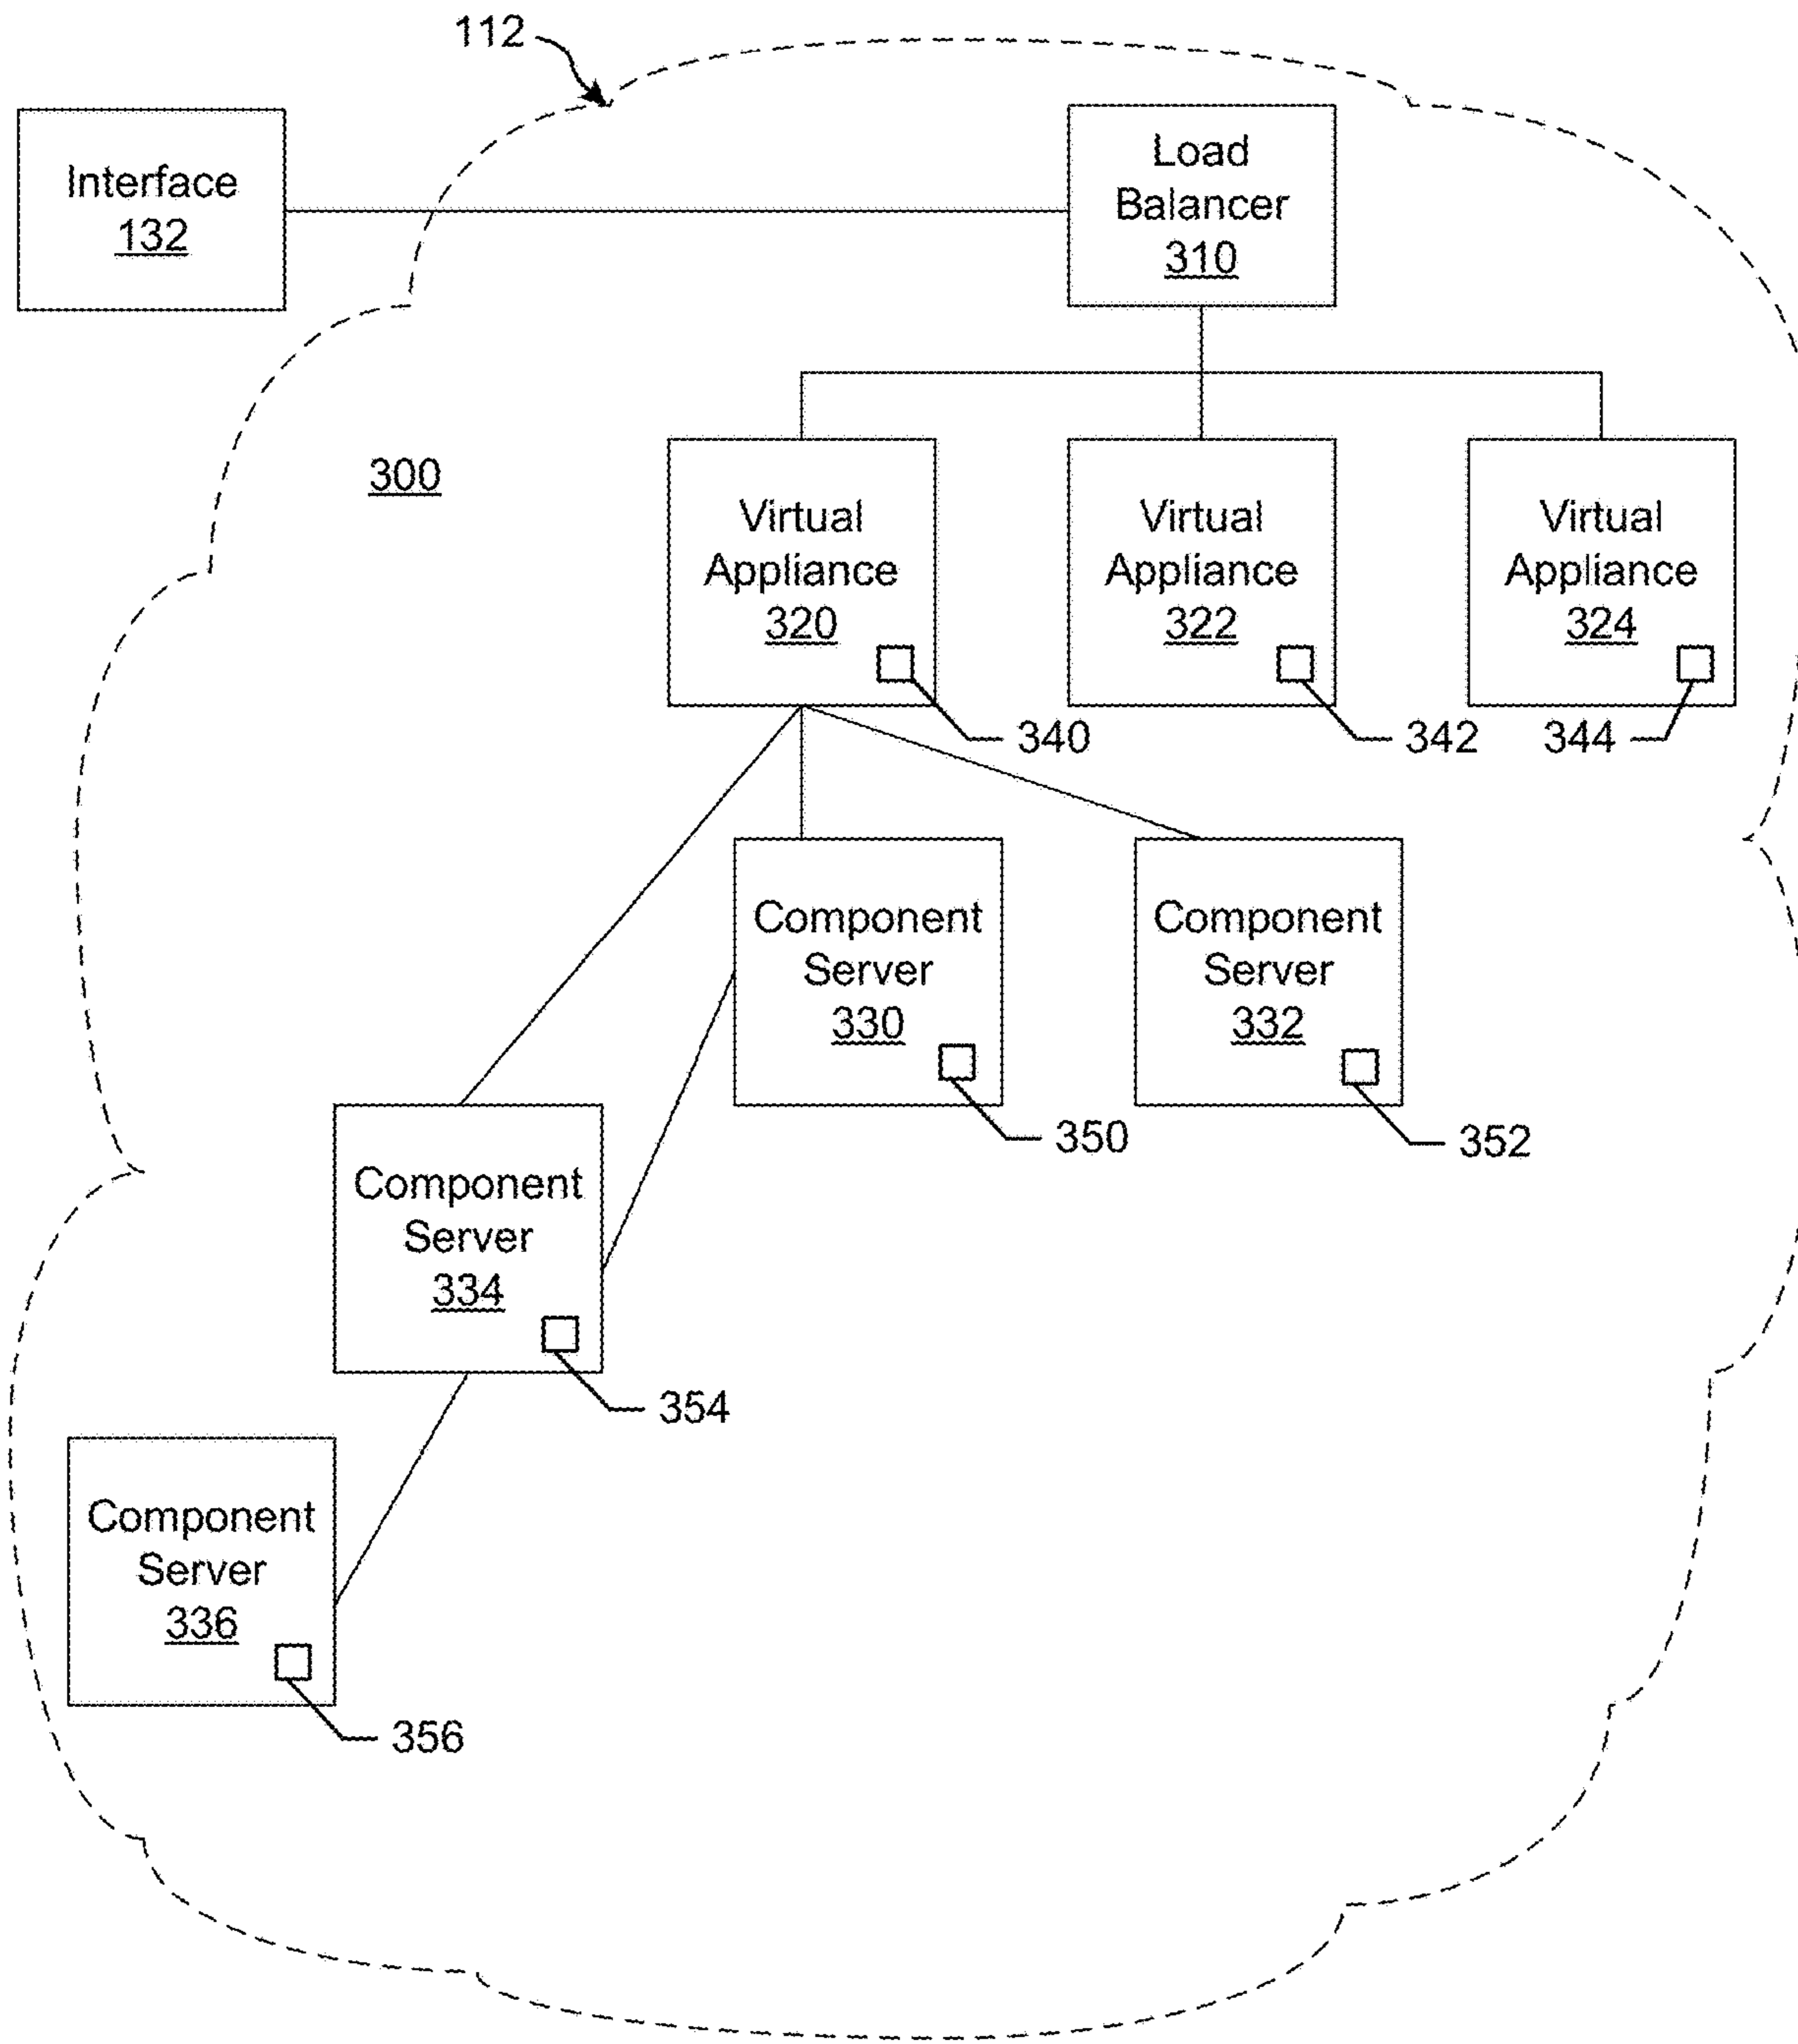 112
Interface
132
Load
Balancer
310
300
Virtual
Appliance
320
Virtual
Appliance
322
Virtual
Appliance
324
340
342
344
Component
Server
330
Component
Server
332
350
352
Component
Server
334
354
Component
Server
336
356